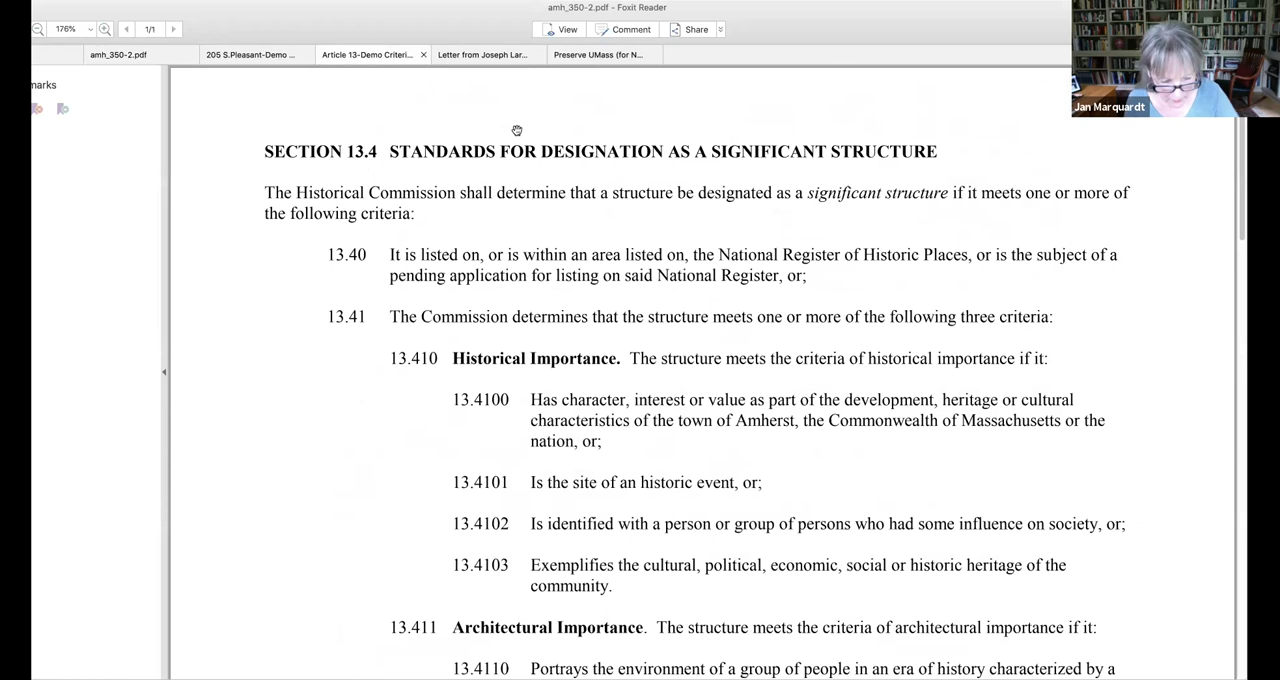 amh_350-2.pdf - Foxit Reader
176%
1/1
View
Comment
Share
amh_350-2.pdf
205 S.Pleasant-Demo ...
Article 13-Demo Criteri...
Letter from Joseph Lar...
Preserve UMass (for N...
marks
Jan Marquardt
SECTION 13.4 STANDARDS FOR DESIGNATION AS A SIGNIFICANT STRUCTURE
The Historical Commission shall determine that a structure be designated as a significant structure if it meets one or more of
the following criteria:
13.40 It is listed on, or is within an area listed on, the National Register of Historic Places, or is the subject of a
pending application for listing on said National Register, or;
13.41 The Commission determines that the structure meets one or more of the following three criteria:
13.410 Historical Importance. The structure meets the criteria of historical importance if it:
13.4100 Has character, interest or value as part of the development, heritage or cultural
characteristics of the town of Amherst, the Commonwealth of Massachusetts or the
nation, or;
13.4101 Is the site of an historic event, or;
13.4102 Is identified with a person or group of persons who had some influence on society, or;
13.4103 Exemplifies the cultural, political, economic, social or historic heritage of the
community.
13.411 Architectural Importance. The structure meets the criteria of architectural importance if it:
13.4110 Portrays the environment of a group of people in an era of history characterized by a